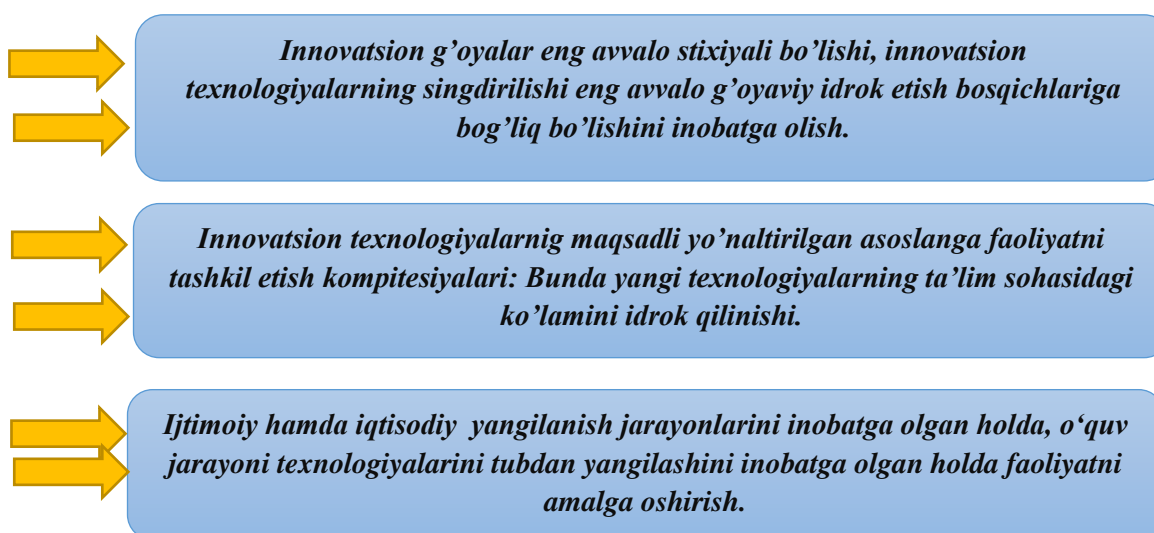 Innovatsion g’oyalar eng avvalo stixiyali bo’lishi, innovatsion
texnologiyalarning singdirilishi eng avvalo g’oyaviy idrok etish bosqichlariga
bog’liq bo’lishini inobatga olish.
Innovatsion texnologiyalarnig maqsadli yo’naltirilgan asoslanga faoliyatni
tashkil etish kompitesiyalari: Bunda yangi texnologiyalarning ta’lim sohasidagi
ko’lamini idrok qilinishi.
Ijtimoiy hamda iqtisodiy yangilanish jarayonlarini inobatga olgan holda, o‘quv
jarayoni texnologiyalarini tubdan yangilashini inobatga olgan holda faoliyatni
amalga oshirish.